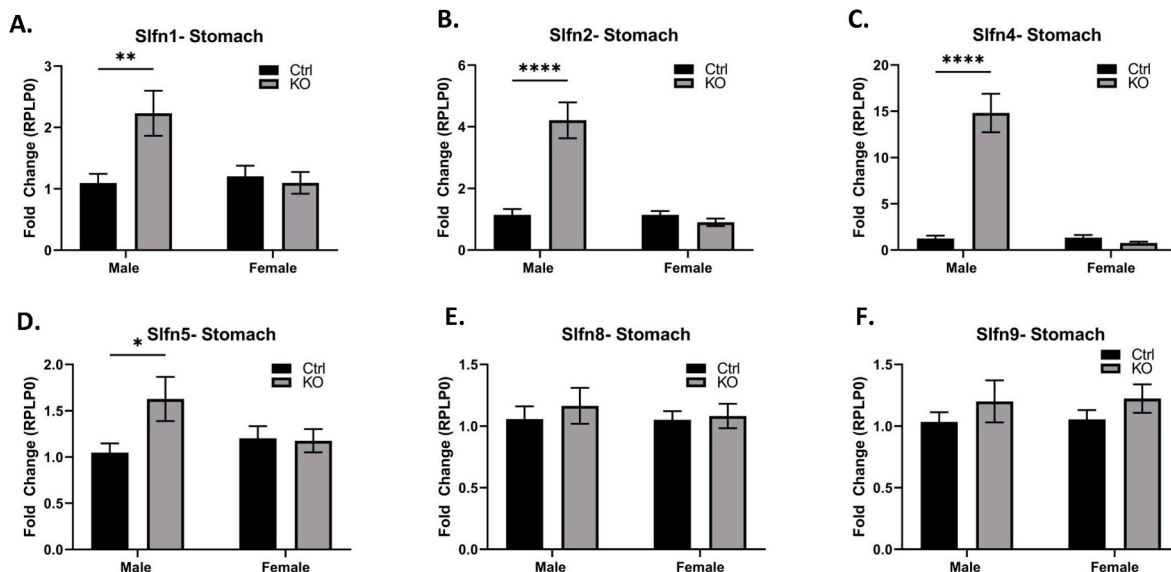 A.
Slfn1- Stomach
**
Ctrl
KO
Fold Change (RPLP0)
3
2
1
0
Male
Female
B.
Slfn2- Stomach
****
Ctrl
KO
Fold Change (RPLP0)
6
4
2
0
Male
Female
C.
Slfn4- Stomach
****
Ctrl
KO
Fold Change (RPLP0)
20
15
10
5
0
Male
Female
D.
Slfn5- Stomach
*
Ctrl
KO
Fold Change (RPLP0)
2.0
1.5
1.0
0.5
0.0
Male
Female
E.
Slfn8- Stomach
Ctrl
KO
Fold Change (RPLP0)
1.5
1.0
0.5
0.0
Male
Female
F.
Slfn9- Stomach
Ctrl
KO
Fold Change (RPLP0)
1.5
1.0
0.5
0.0
Male
Female